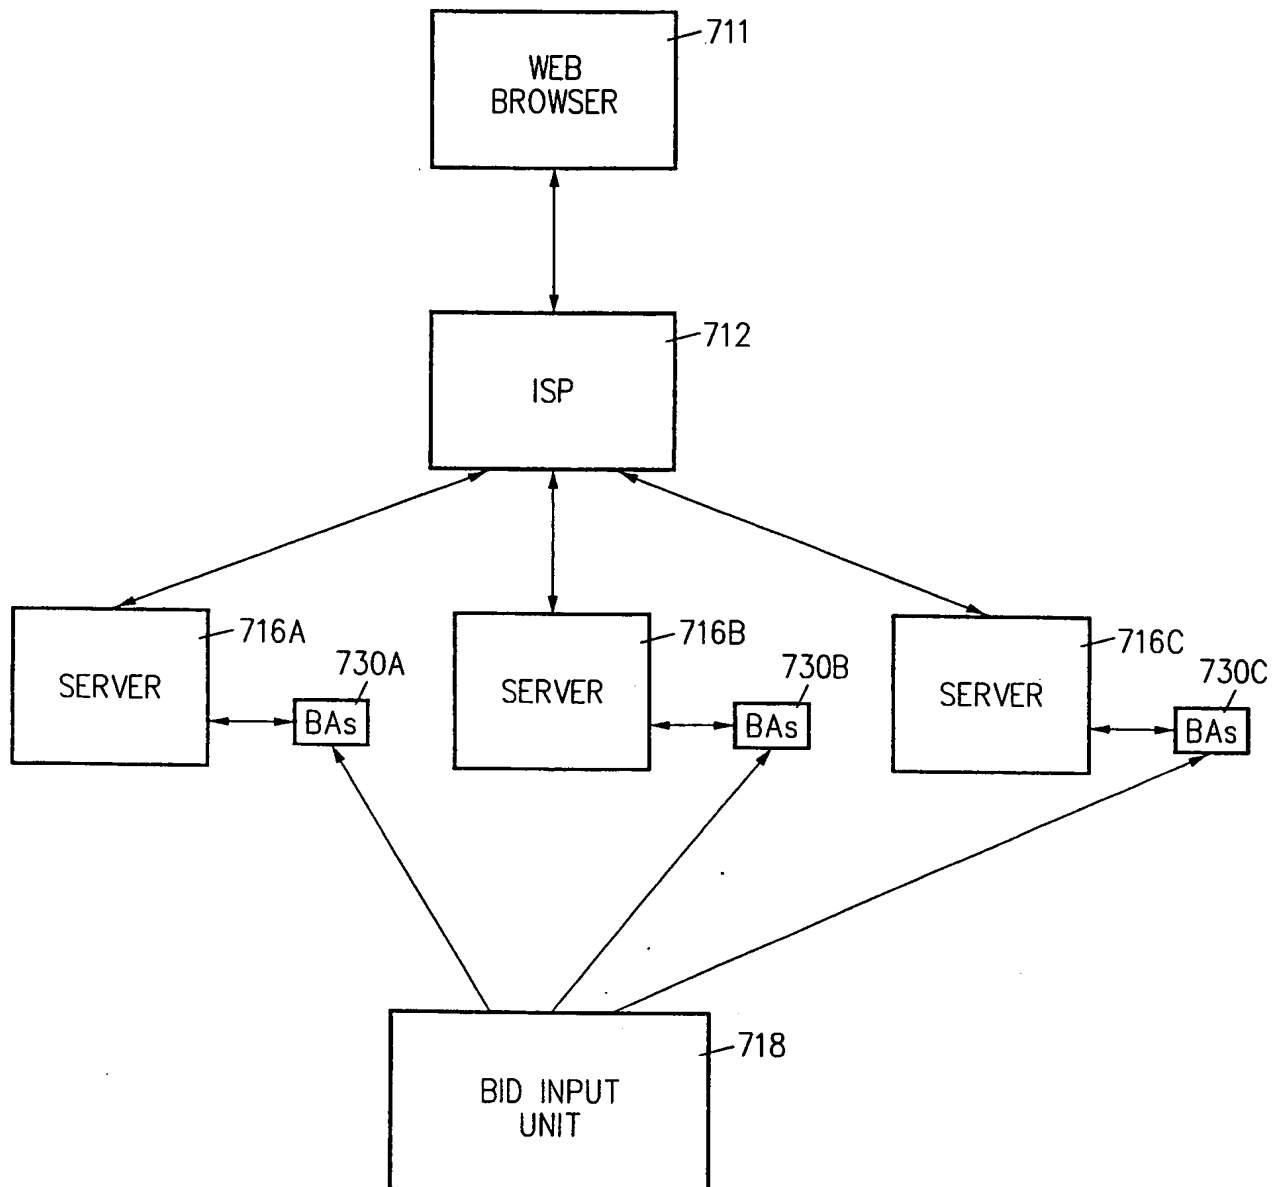 711
WEB
BROWSER
712
ISP
716A
SERVER
730A
BAs
716B
SERVER
730B
BAs
716C
SERVER
730C
BAs
718
BID INPUT
UNIT